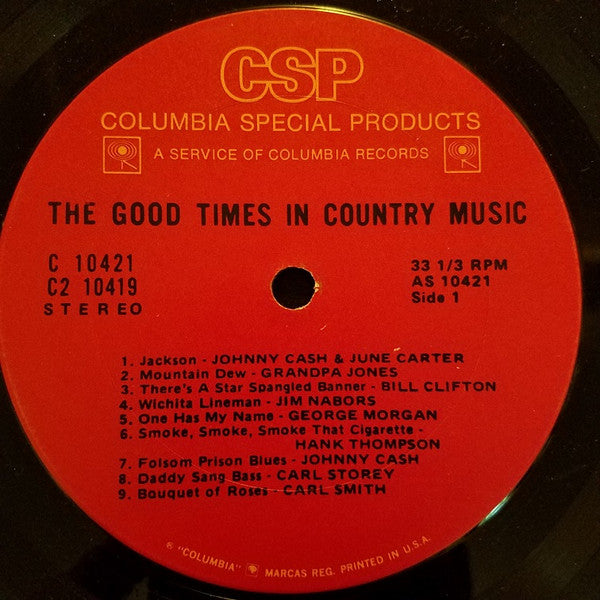 CSP
COLUMBIA SPECIAL PRODUCTS
A SERVICE OF COLUMBIA RECORDS
THE GOOD TIMES IN COUNTRY MUSIC
C 10421
C2 10419
STEREO
33 1/3 RPM
AS 10421
Side 1
1. Jackson - JOHNNY CASH & JUNE CARTER
2. Mountain Dew - GRANDPA JONES
3. There's A Star Spangled Banner - BILL CLIFTON
4. Wichita Lineman - JIM NABORS
5. One Has My Name - GEORGE MORGAN
6. Smoke, Smoke, Smoke That Cigarette -
HANK THOMPSON
7. Folsom Prison Blues - JOHNNY CASH
8. Daddy Sang Bass - CARL STOREY
9. Bouquet of Roses - CARL SMITH
® "COLUMBIA" MARCAS REG. PRINTED IN U.S.A.